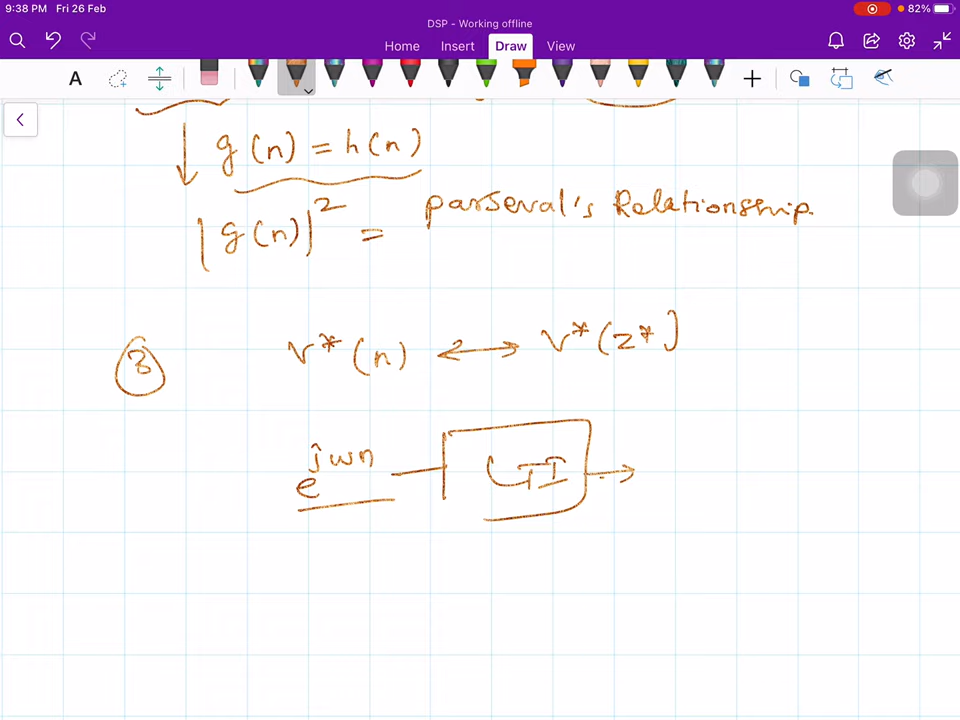 9:38 PM Fri 26 Feb
82%
DSP - Working offline
Home Insert Draw View
A
g(n) = h(n)
|g(n)|² = Parseval's Relationship.
3 v*(n) ⟷ V*(z*)
e^jωn LTI